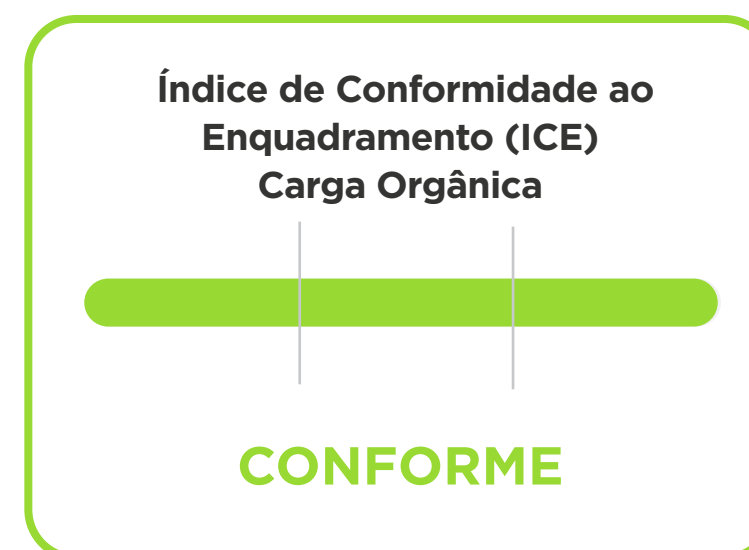 Índice de Conformidade ao
Enquadramento (ICE)
Carga Orgânica
CONFORME